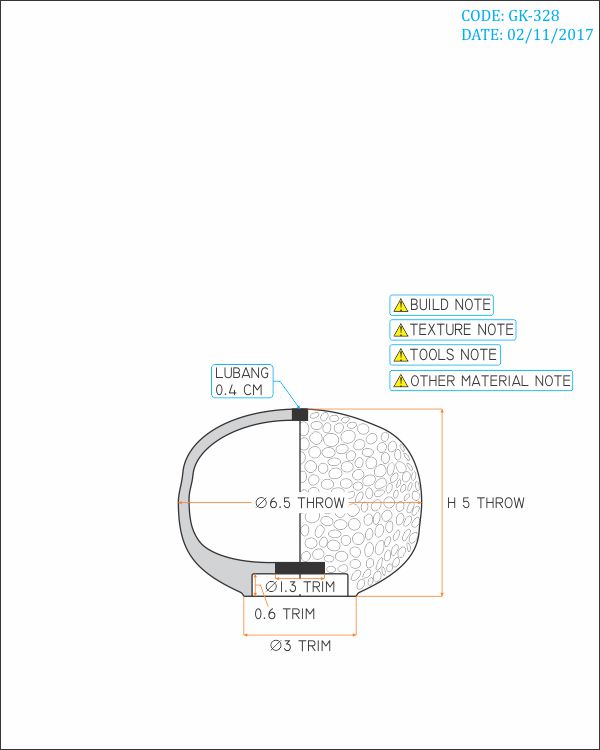 CODE: GK-328
DATE: 02/11/2017
BUILD NOTE
TEXTURE NOTE
TOOLS NOTE
OTHER MATERIAL NOTE
LUBANG
0.4 CM
∅6.5 THROW
H 5 THROW
∅1.3 TRIM
0.6 TRIM
∅3 TRIM